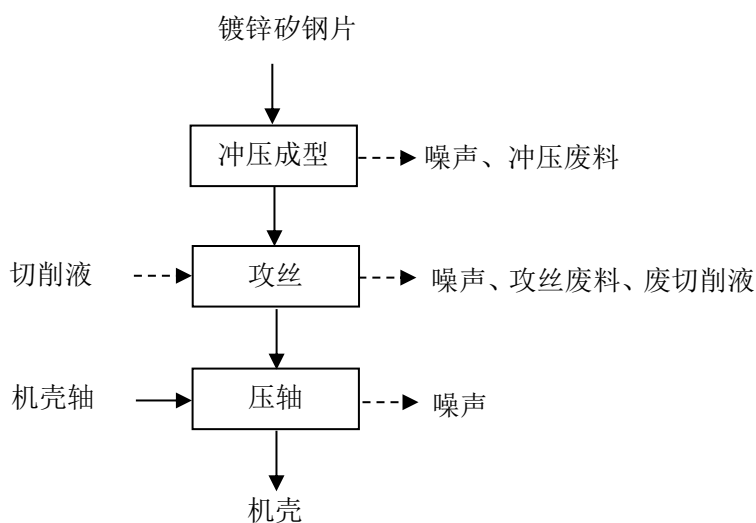 镀锌矽钢片
冲压成型
噪声、冲压废料
切削液
攻丝
噪声、攻丝废料、废切削液
机壳轴
压轴
噪声
机壳